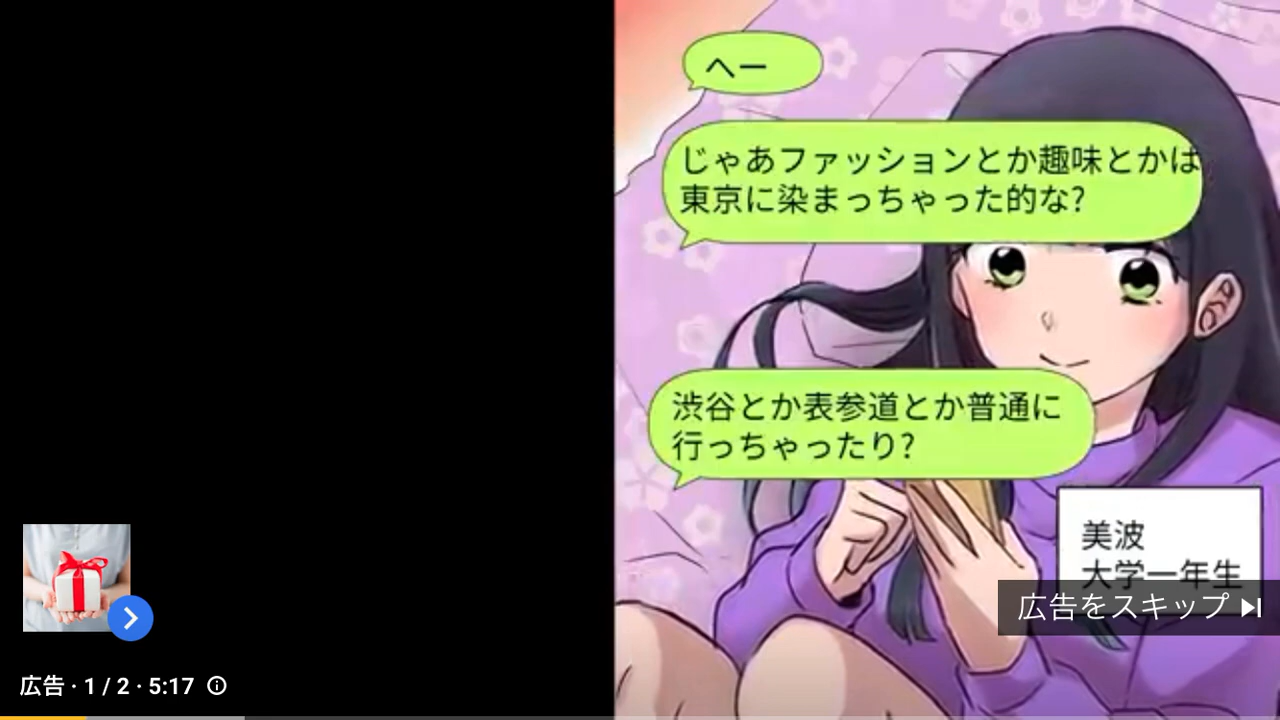 へー
じゃあファッションとか趣味とかは
東京に染まっちゃった的な?
渋谷とか表参道とか普通に
行っちゃったり?
美波
大学一年生
広告をスキップ
広告・1/2・5:17